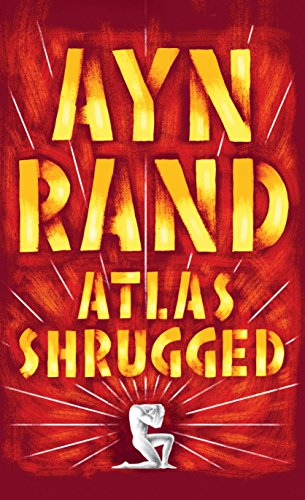 AYN
RAND
ATLAS
SHRUGGED